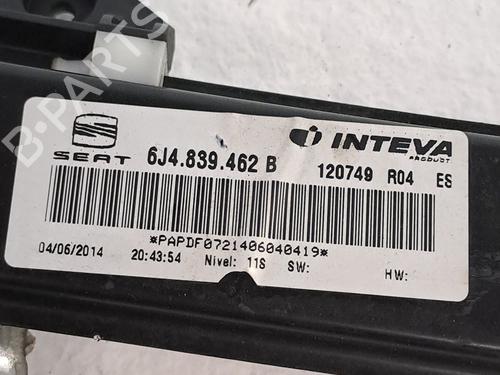 B-PARTS
SEAT
6J4.839.462 B
INTEVA
PRODUCT
120749 R04 ES
*PAPDF0721406040419*
04/06/2014 20:43:54 Nivel: 11S SW: HW: